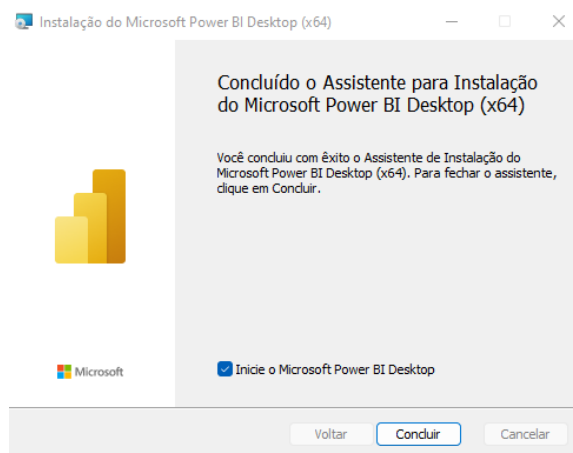 Instalação do Microsoft Power BI Desktop (x64)
Concluído o Assistente para Instalação
do Microsoft Power BI Desktop (x64)
Você concluiu com êxito o Assistente de Instalação do
Microsoft Power BI Desktop (x64). Para fechar o assistente,
clique em Concluir.
Microsoft
Inicie o Microsoft Power BI Desktop
Voltar
Concluir
Cancelar